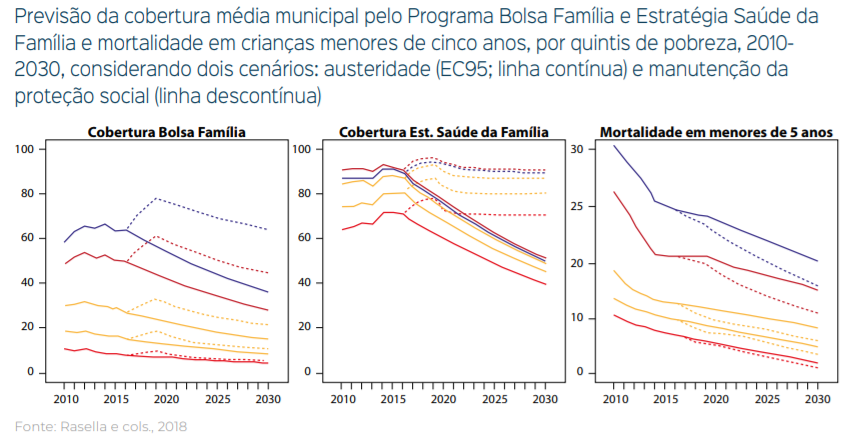 Previsão da cobertura média municipal pelo Programa Bolsa Família e Estratégia Saúde da
Família e mortalidade em crianças menores de cinco anos, por quintis de pobreza, 2010-
2030, considerando dois cenários: austeridade (EC95; linha contínua) e manutenção da
proteção social (linha descontínua)
Cobertura Bolsa Família
100
80
60
40
20
0
2010 2015 2020 2025 2030
Cobertura Est. Saúde da Família
100
80
60
40
20
0
2010 2015 2020 2025 2030
Mortalidade em menores de 5 anos
30
25
20
10
0
2010 2015 2020 2025 2030
Fonte: Rasella e cols., 2018